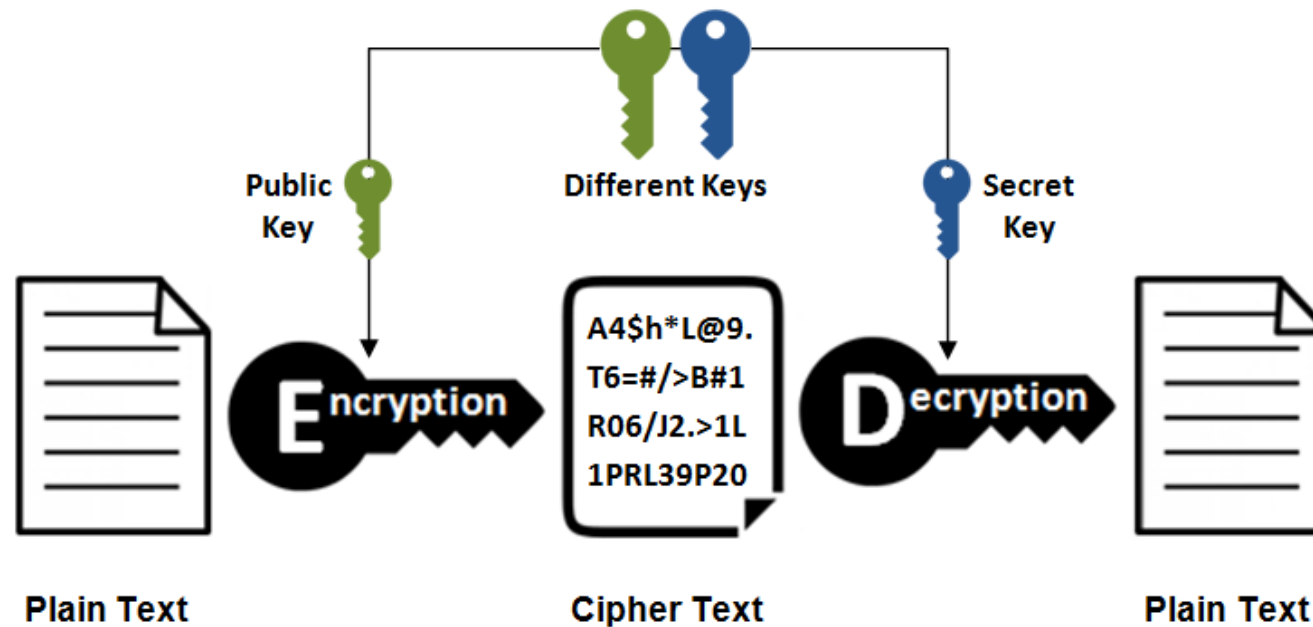 Public
Key
Different Keys
Secret
Key
Encryption
A4$h*L@9.
T6=#/>B#1
R06/J2.>1L
1PRL39P20
Decryption
Plain Text
Cipher Text
Plain Text